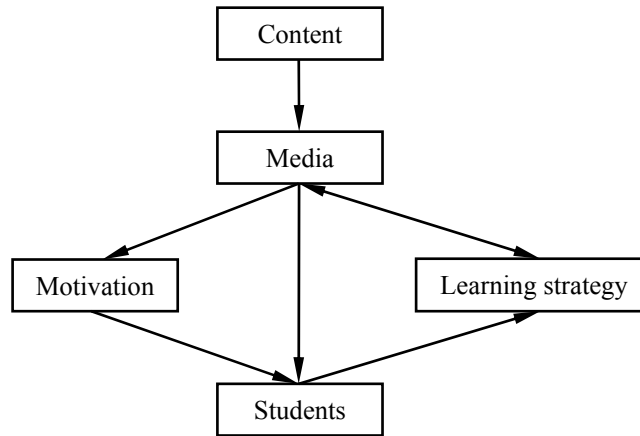 Content
Media
Motivation
Learning strategy
Students